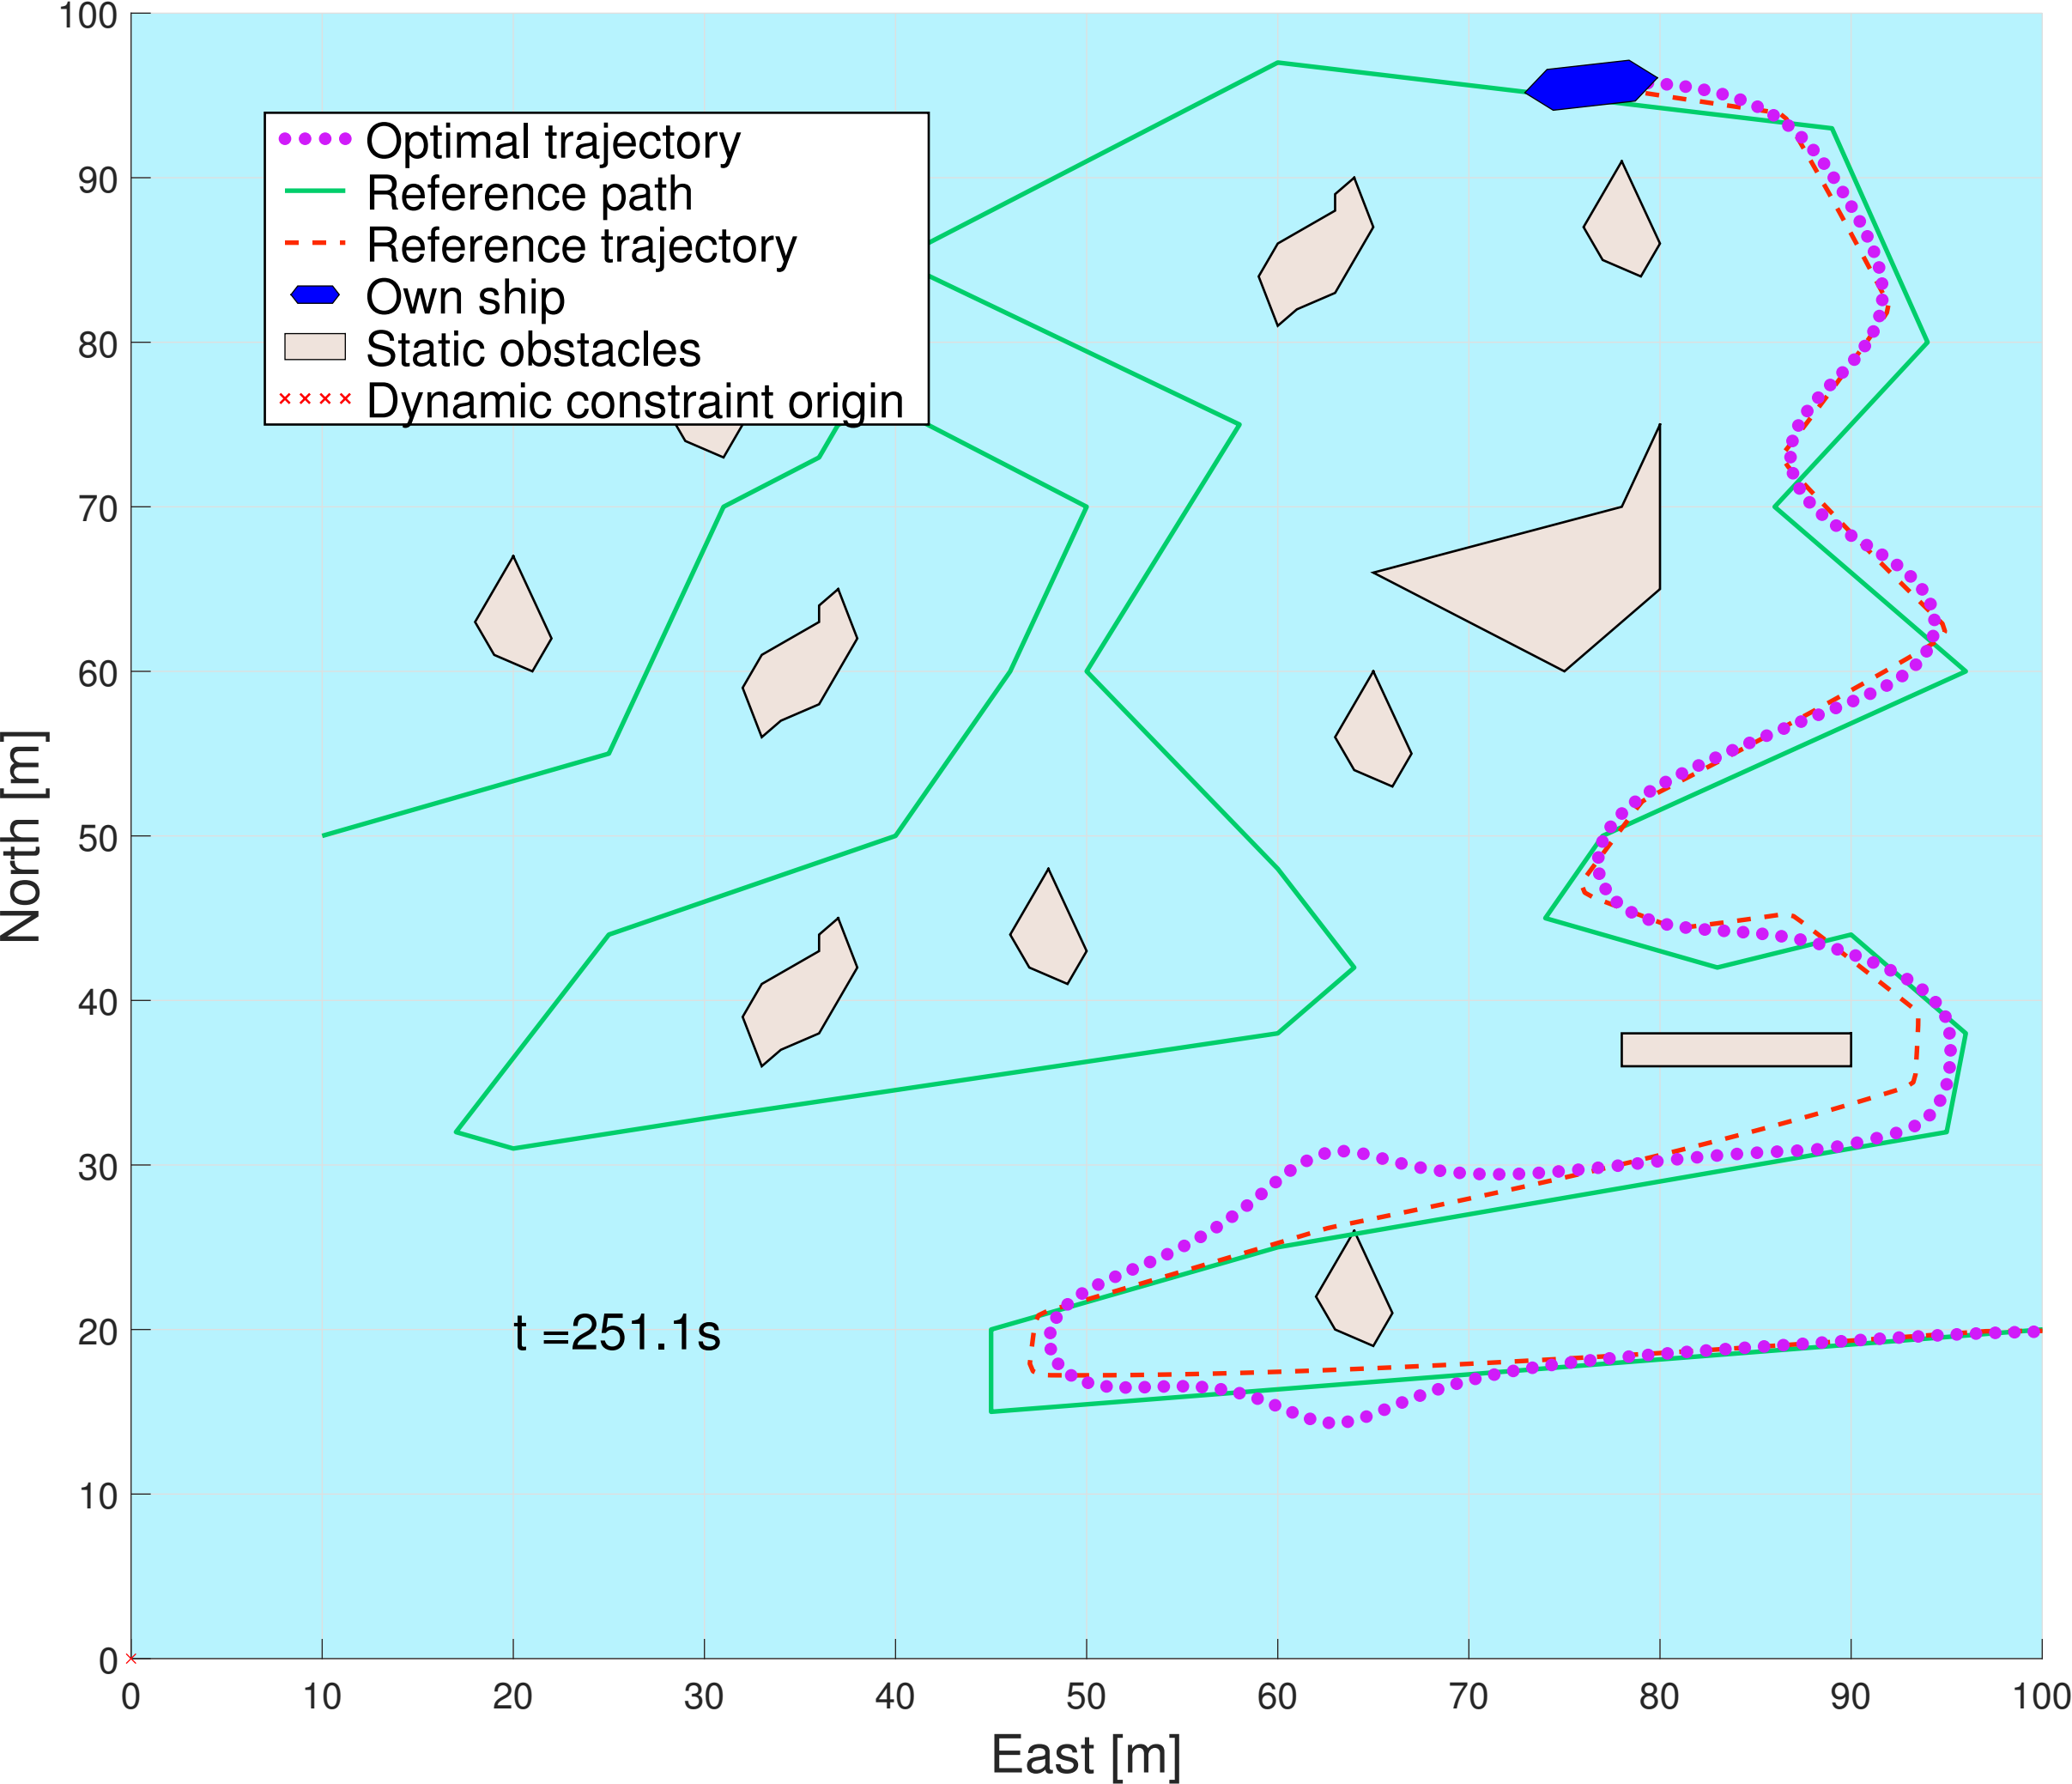 100
90
80
70
60
50
40
30
20
10
0
North [m]
Optimal trajectory
Reference path
Reference trajectory
Own ship
Static obstacles
Dynamic constraint origin
t =251.1s
0 10 20 30 40 50 60 70 80 90 100
East [m]